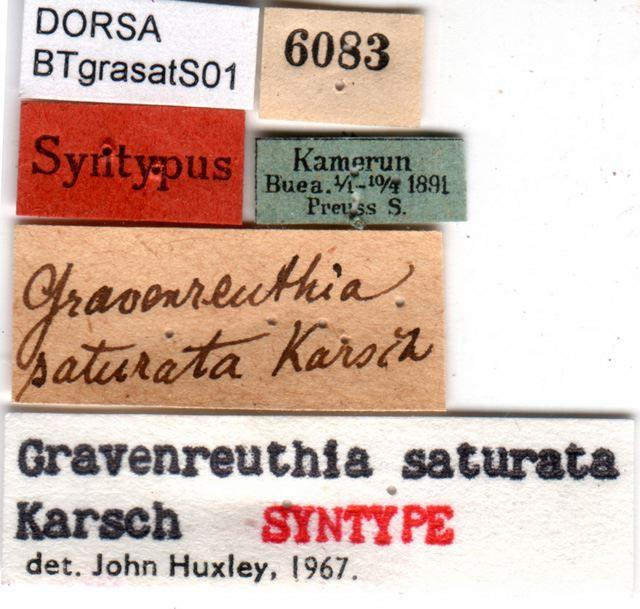 DORSA
BTgrasatS01
6083
Syntypus
Kamerun
Buea. 1/1-10/4 1891
Preuss S.
Gravenreuthia
saturata Karsch
Gravenreuthia saturata
Karsch SYNTYPE
det. John Huxley, 1967.